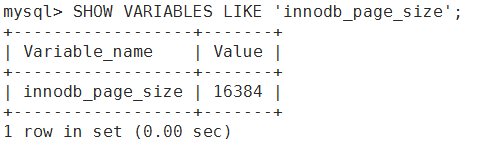 mysql> SHOW VARIABLES LIKE 'innodb_page_size';
+------------------+-------+
| Variable_name    | Value |
+------------------+-------+
| innodb_page_size | 16384 |
+------------------+-------+
1 row in set (0.00 sec)